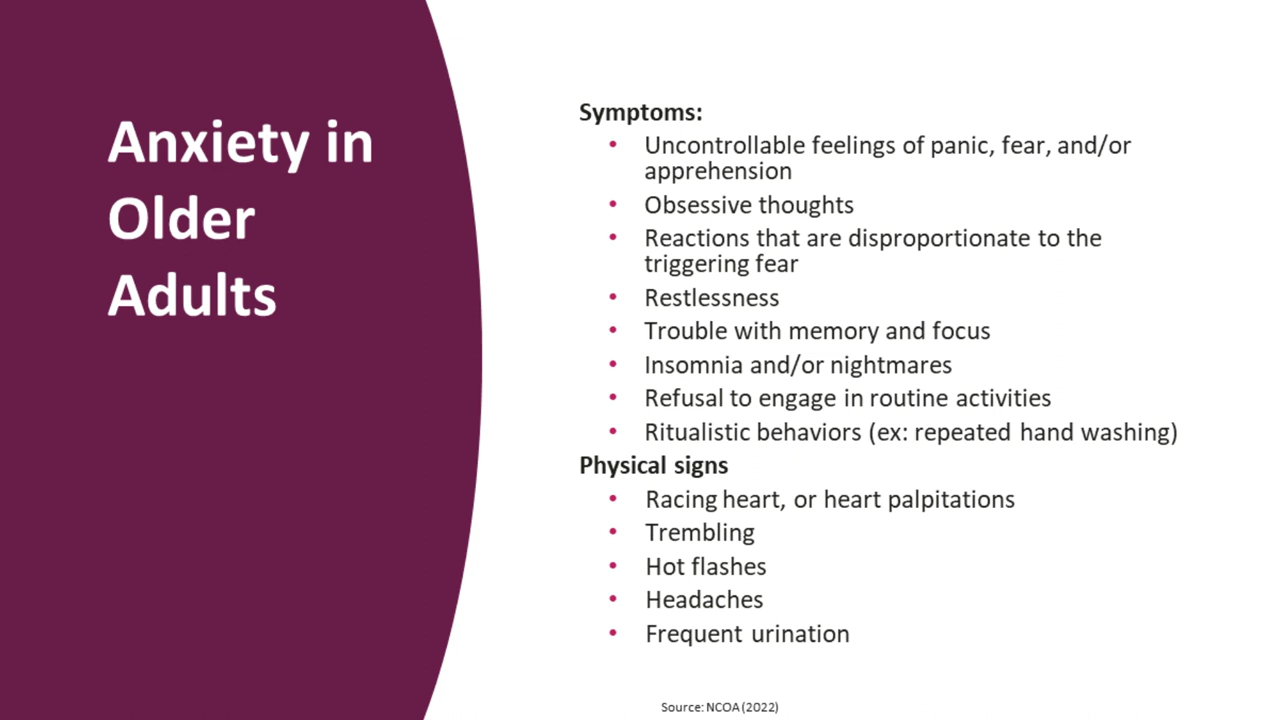 Anxiety in
Older
Adults
Symptoms:
• Uncontrollable feelings of panic, fear, and/or
apprehension
• Obsessive thoughts
• Reactions that are disproportionate to the
triggering fear
• Restlessness
• Trouble with memory and focus
• Insomnia and/or nightmares
• Refusal to engage in routine activities
• Ritualistic behaviors (ex: repeated hand washing)
Physical signs
• Racing heart, or heart palpitations
• Trembling
• Hot flashes
• Headaches
• Frequent urination
Source: NCOA (2022)